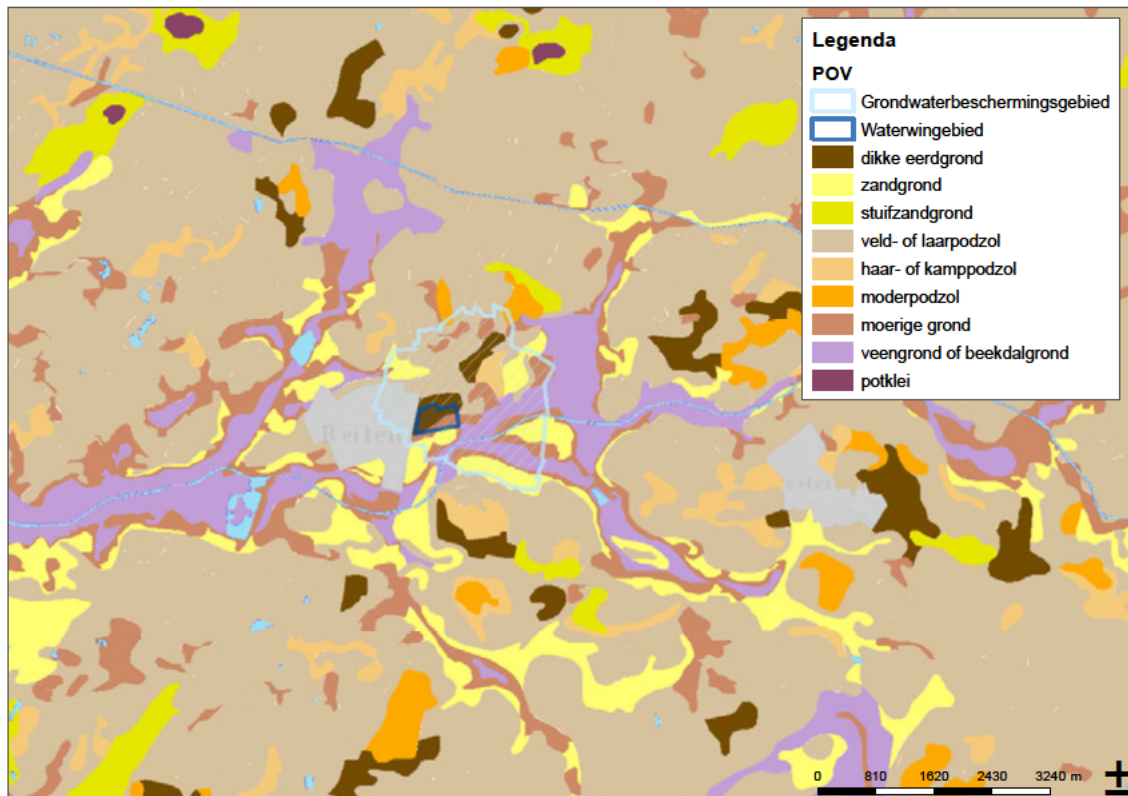 Legenda
POV
Grondwaterbeschermingsgebied
Waterwingebied
dikke eerdgrond
zandgrond
stuifzandgrond
veld- of laarpodzol
haar- of kamppodzol
moderpodzol
moerige grond
veengrond of beekdalgrond
potklei
Beilen
0 810 1620 2430 3240 m